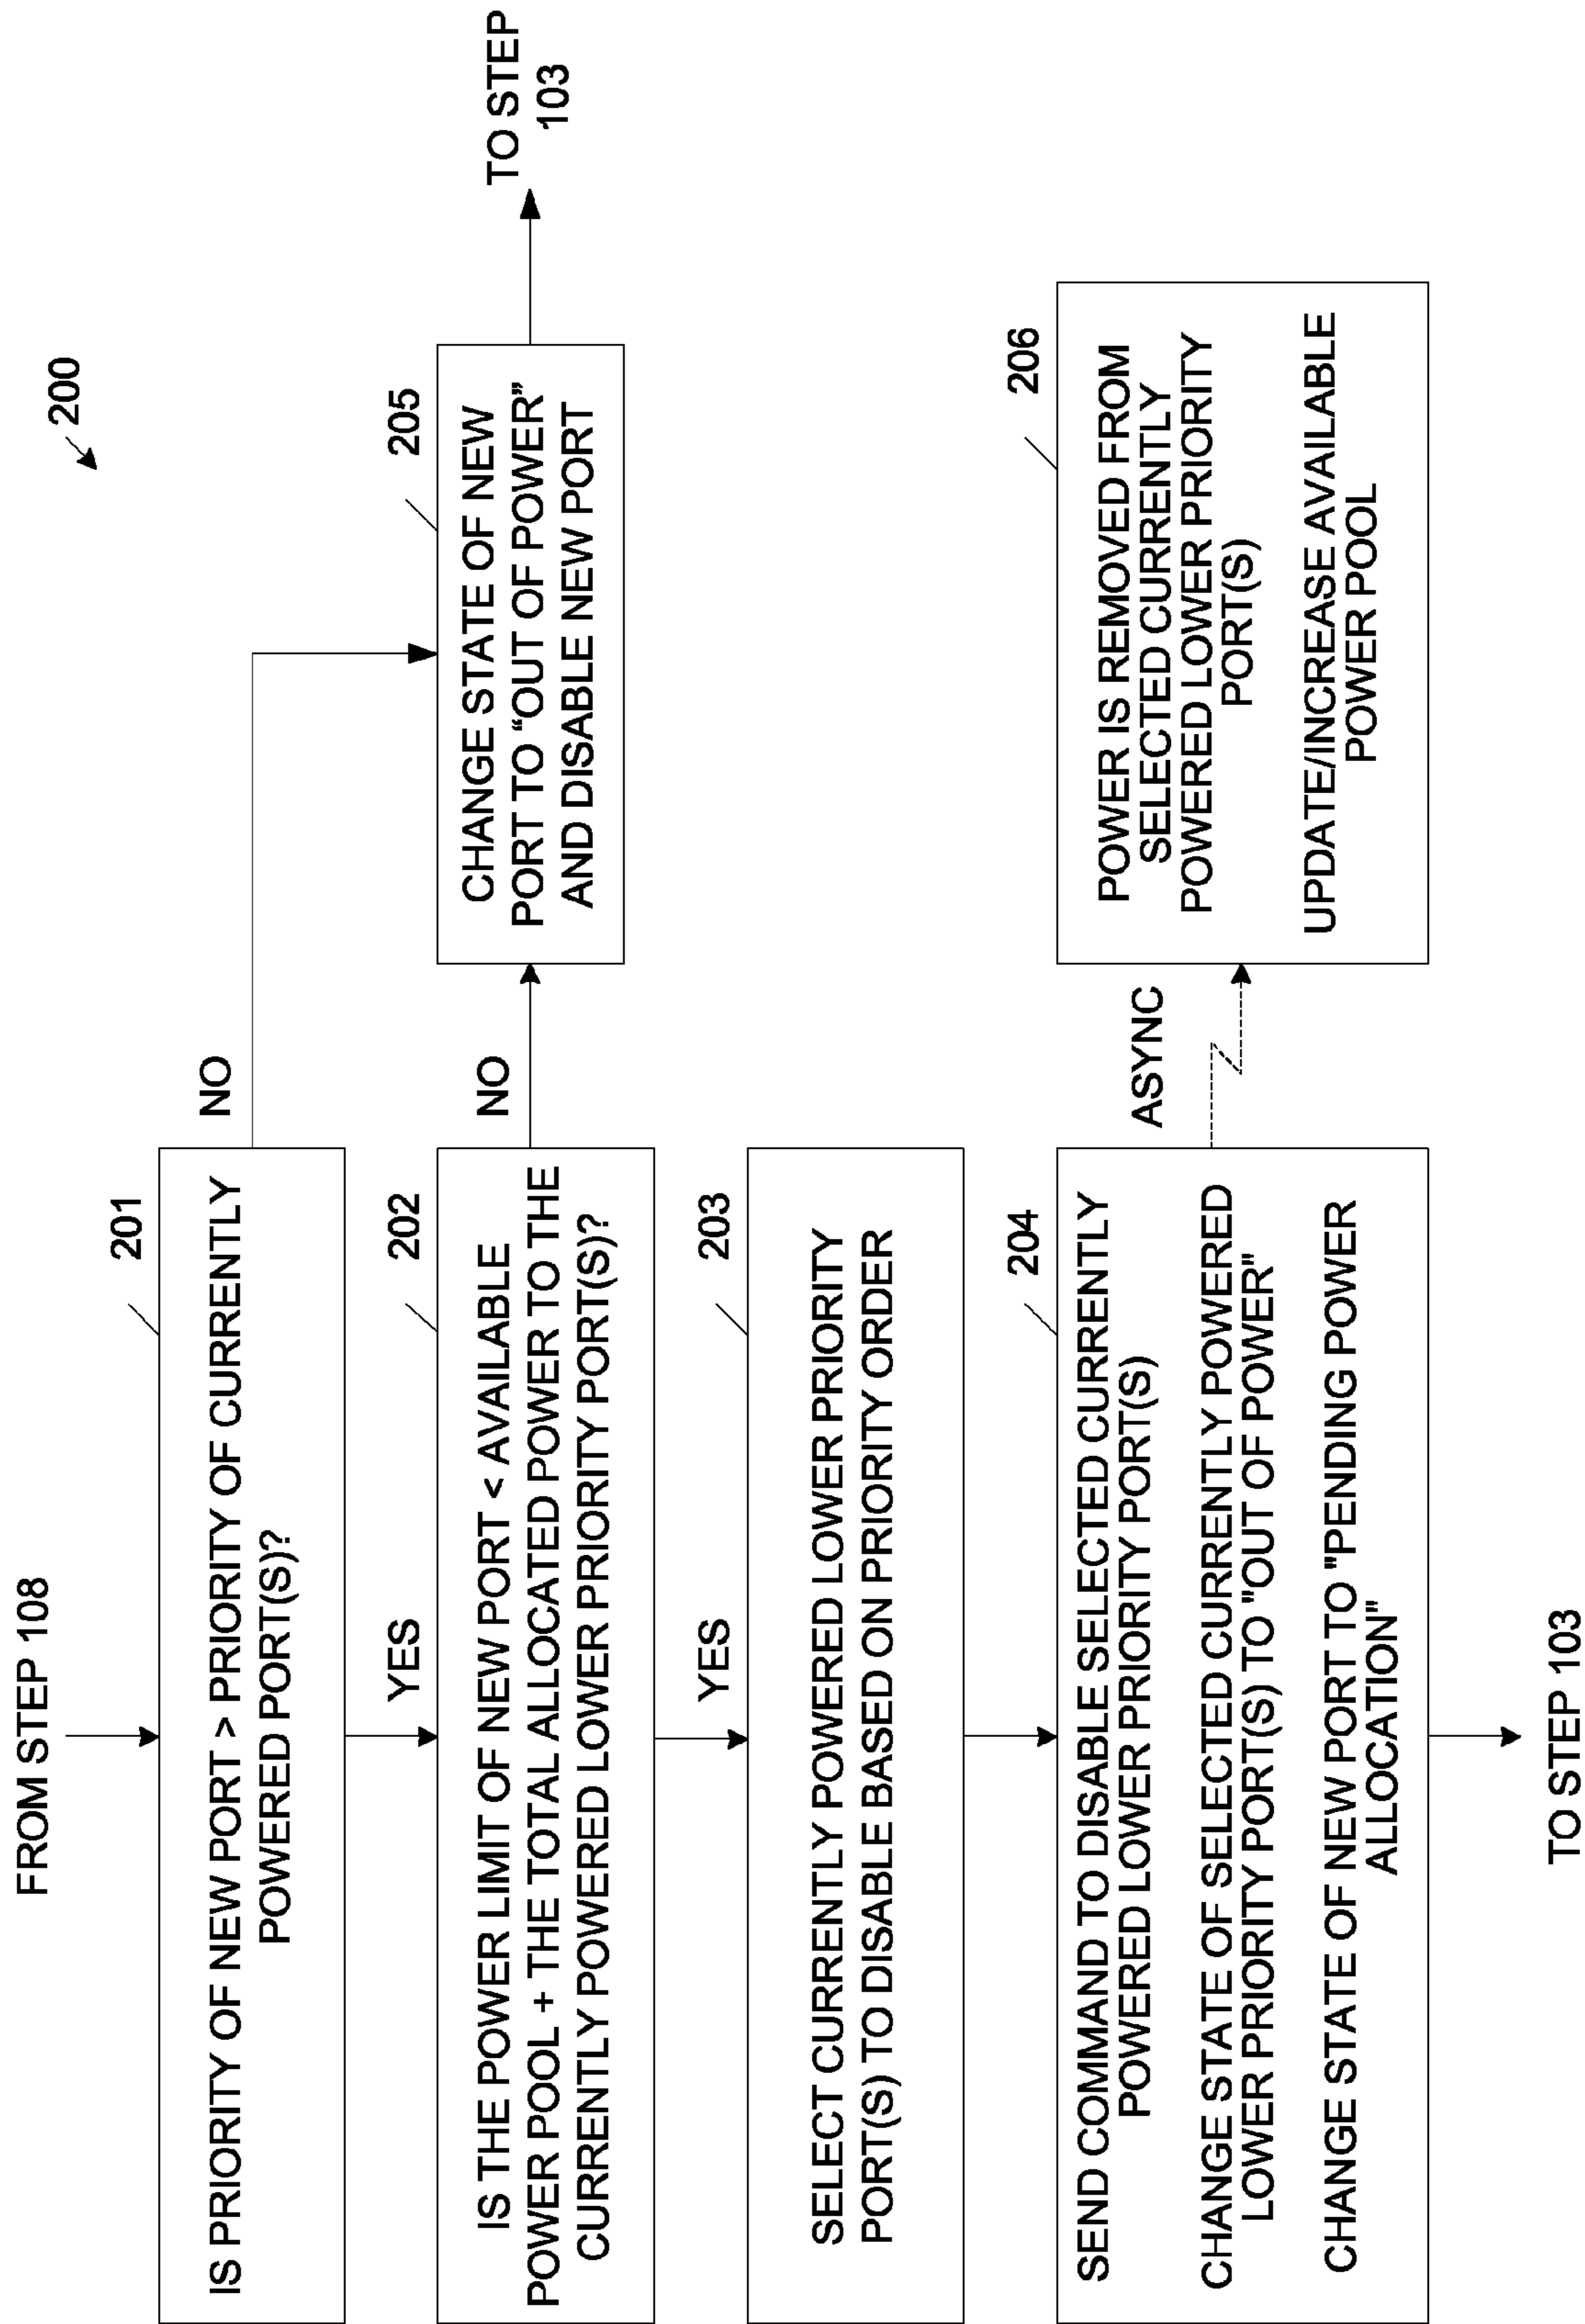 200
FROM STEP 108
201
IS PRIORITY OF NEW PORT > PRIORITY OF CURRENTLY
POWERED PORT(S)?
NO
YES
202
IS THE POWER LIMIT OF NEW PORT < AVAILABLE
POWER POOL + THE TOTAL ALLOCATED POWER TO THE
CURRENTLY POWERED LOWER PRIORITY PORT(S)?
NO
205
CHANGE STATE OF NEW
PORT TO “OUT OF POWER”
AND DISABLE NEW PORT
TO STEP
103
YES
203
SELECT CURRENTLY POWERED LOWER PRIORITY
PORT(S) TO DISABLE BASED ON PRIORITY ORDER
204
SEND COMMAND TO DISABLE SELECTED CURRENTLY
POWERED LOWER PRIORITY PORT(S)
CHANGE STATE OF SELECTED CURRENTLY POWERED
LOWER PRIORITY PORT(S) TO "OUT OF POWER"
CHANGE STATE OF NEW PORT TO "PENDING POWER
ALLOCATION"
ASYNC
206
POWER IS REMOVED FROM
SELECTED CURRENTLY
POWERED LOWER PRIORITY
PORT(S)
UPDATE/INCREASE AVAILABLE
POWER POOL
TO STEP 103